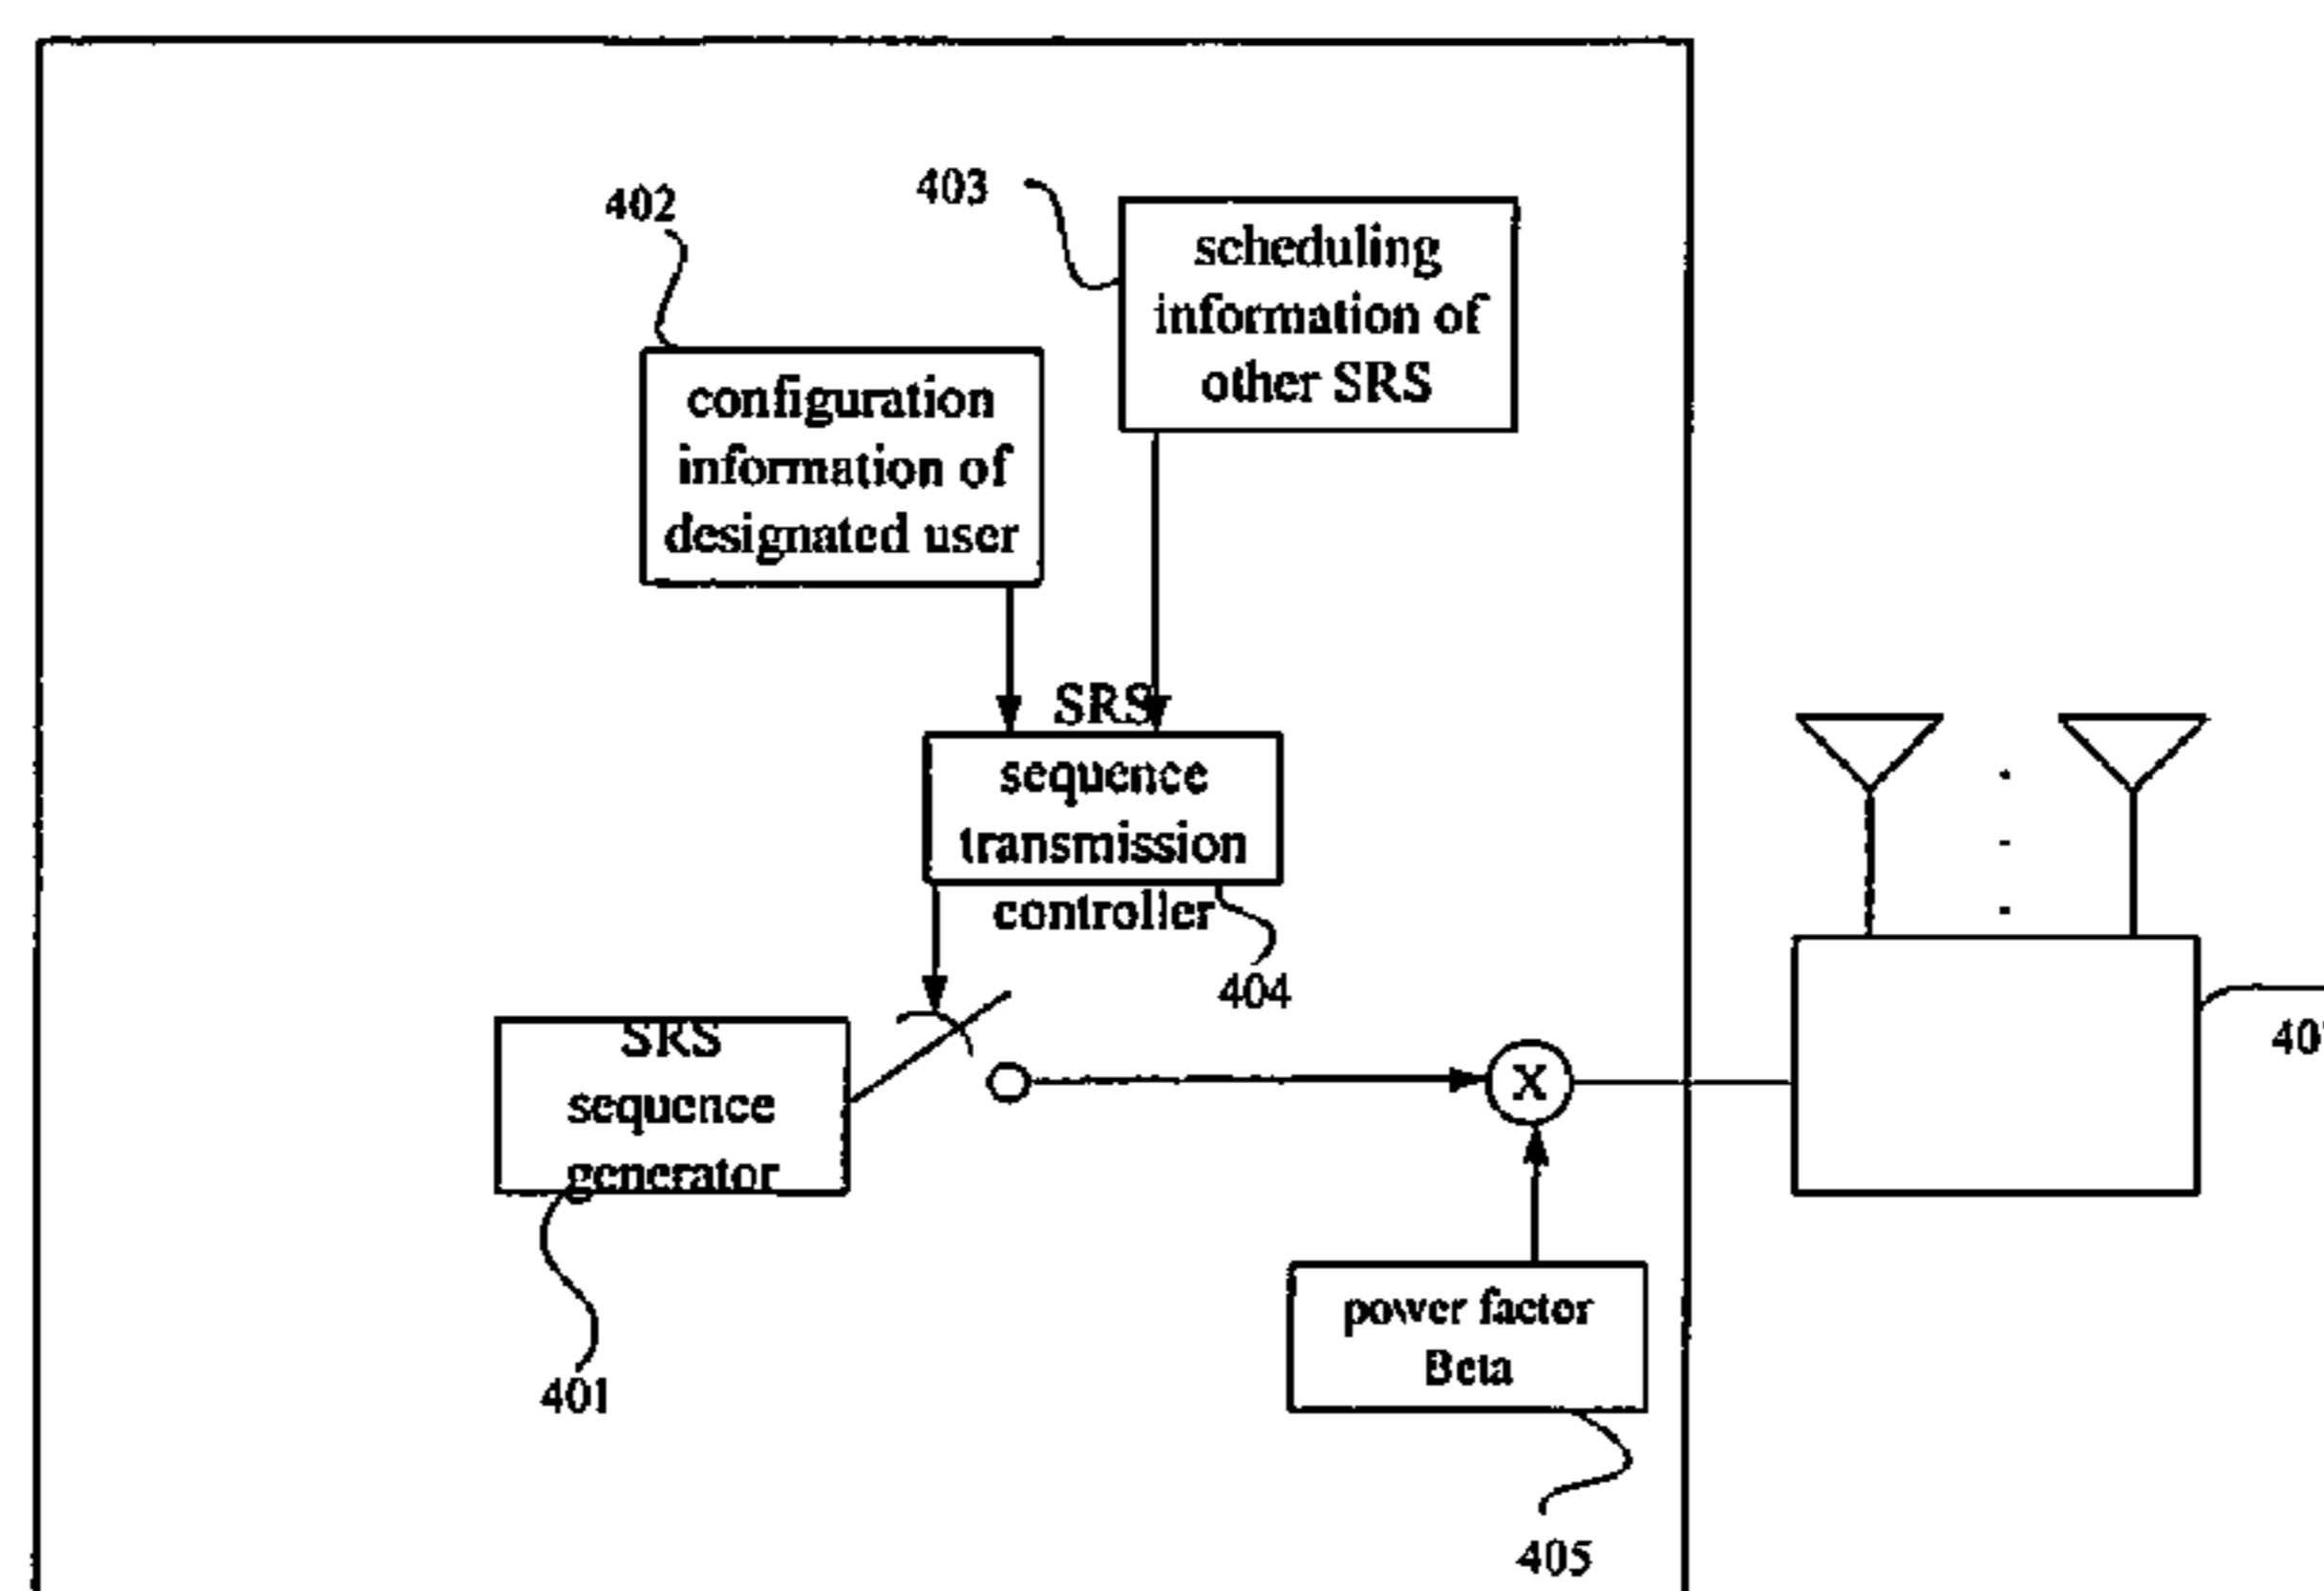 402
403
scheduling
information of
other SRS
configuration
information of
designated user
SRS
sequence
transmission
controller
404
SRS
sequence
generator
X
401
power factor
Beta
405